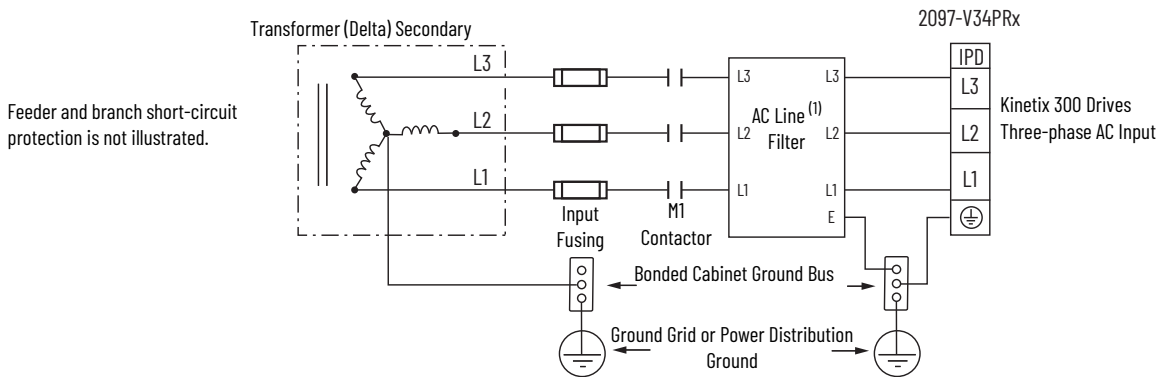 2097-V34PRx
Transformer (Delta) Secondary
IPD
L3
L3
L3
L3
Feeder and branch short-circuit
protection is not illustrated.
L2
L2
AC Line (1)
Filter
L2
L2
Kinetix 300 Drives
Three-phase AC Input
L1
L1
L1
L1
Input
Fusing
M1
Contactor
E
Bonded Cabinet Ground Bus
Ground Grid or Power Distribution
Ground